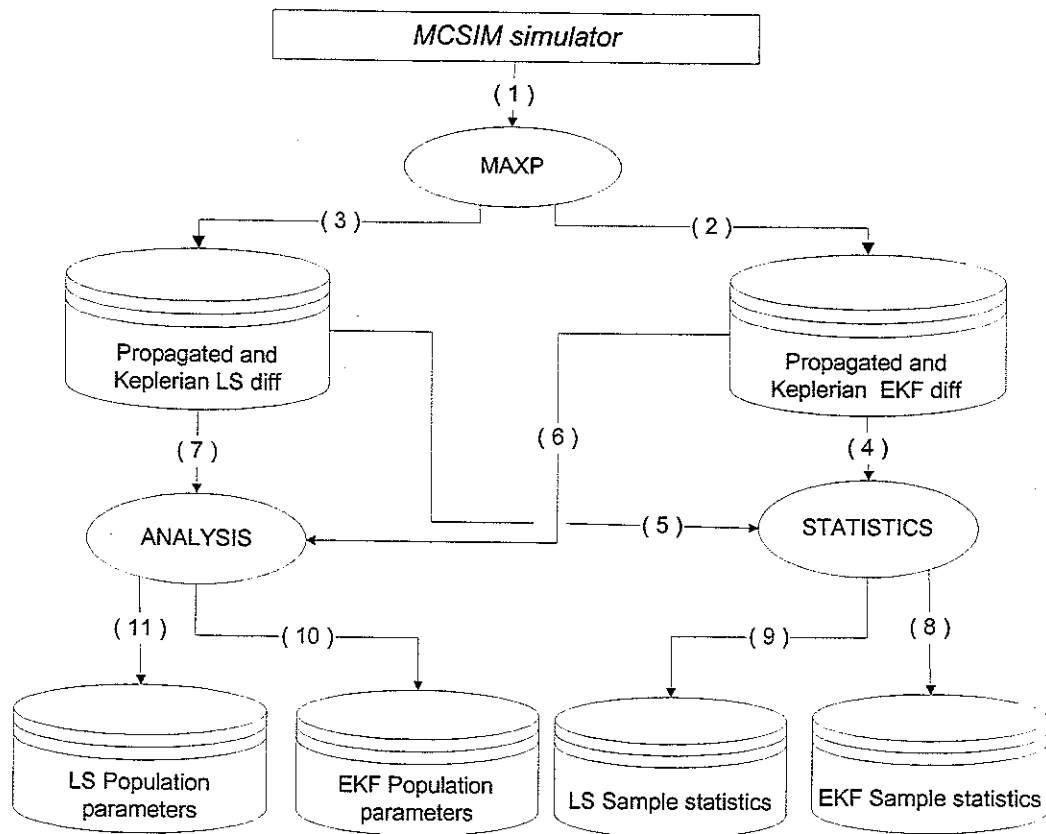 MCSIM simulator
( 1 )
MAXP
( 3 )
( 2 )
Propagated and
Keplerian LS diff
Propagated and
Keplerian EKF diff
( 7 )
( 6 )
( 4 )
ANALYSIS
( 5 )
STATISTICS
( 11 )
( 10 )
( 9 )
( 8 )
LS Population
parameters
EKF Population
parameters
LS Sample statistics
EKF Sample statistics